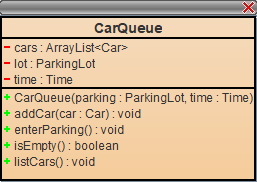 CarQueue
- cars : ArrayList<Car>
- lot : ParkingLot
- time : Time
+ CarQueue(parking : ParkingLot, time : Time)
+ addCar(car : Car) : void
+ enterParking() : void
+ isEmpty() : boolean
+ listCars() : void